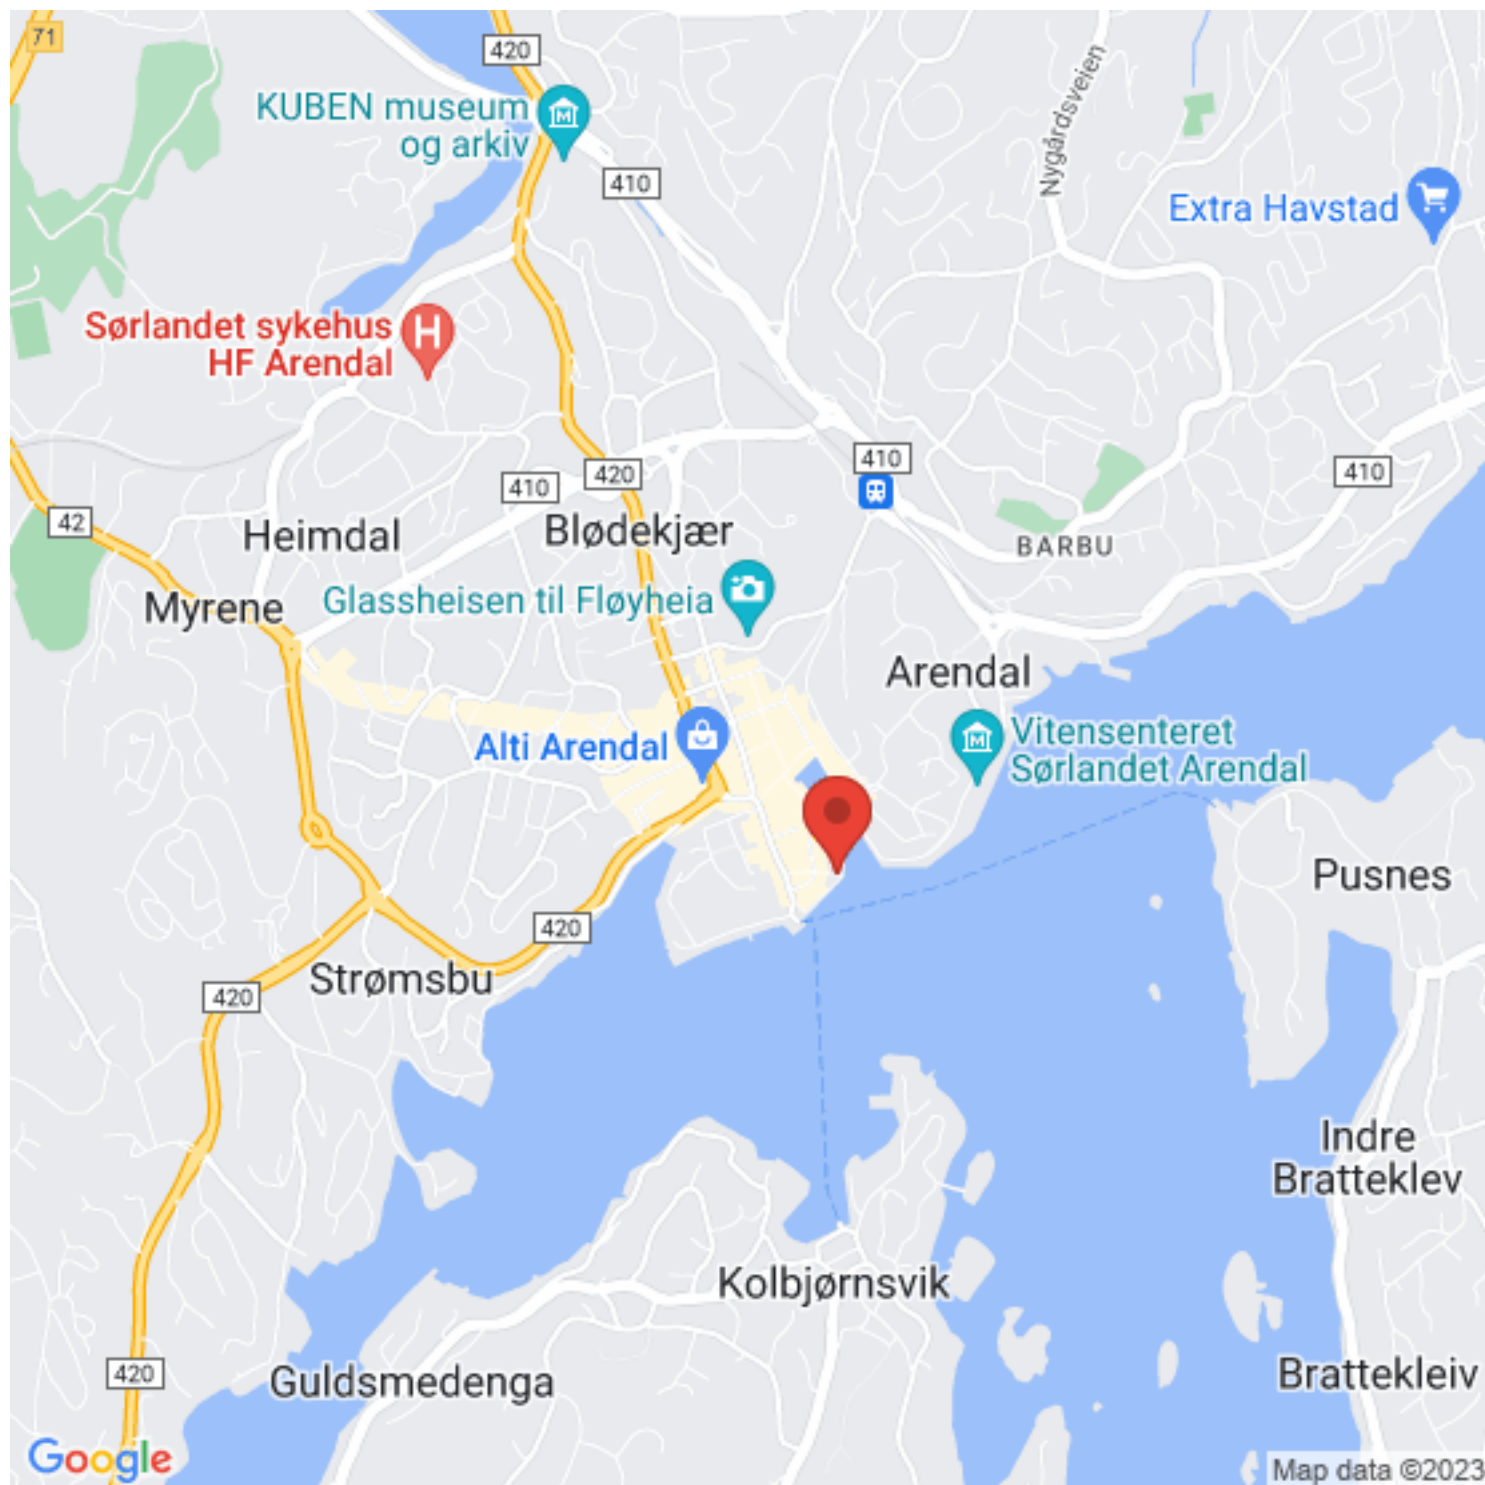 71
420
KUBEN museum
og arkiv
410
Nygårdsveien
Extra Havstad
Sørlandet sykehus
HF Arendal
410
420
410
410
42
Heimdal
Blødekjær
BARBU
Glassheisen til Fløyheia
Myrene
Arendal
Alti Arendal
Vitensenteret
Sørlandet Arendal
Pusnes
420
Strømsbu
420
Indre
Bratteklev
Kolbjørnsvik
420
Guldsmedenga
Brattekleiv
Google
Map data ©2023